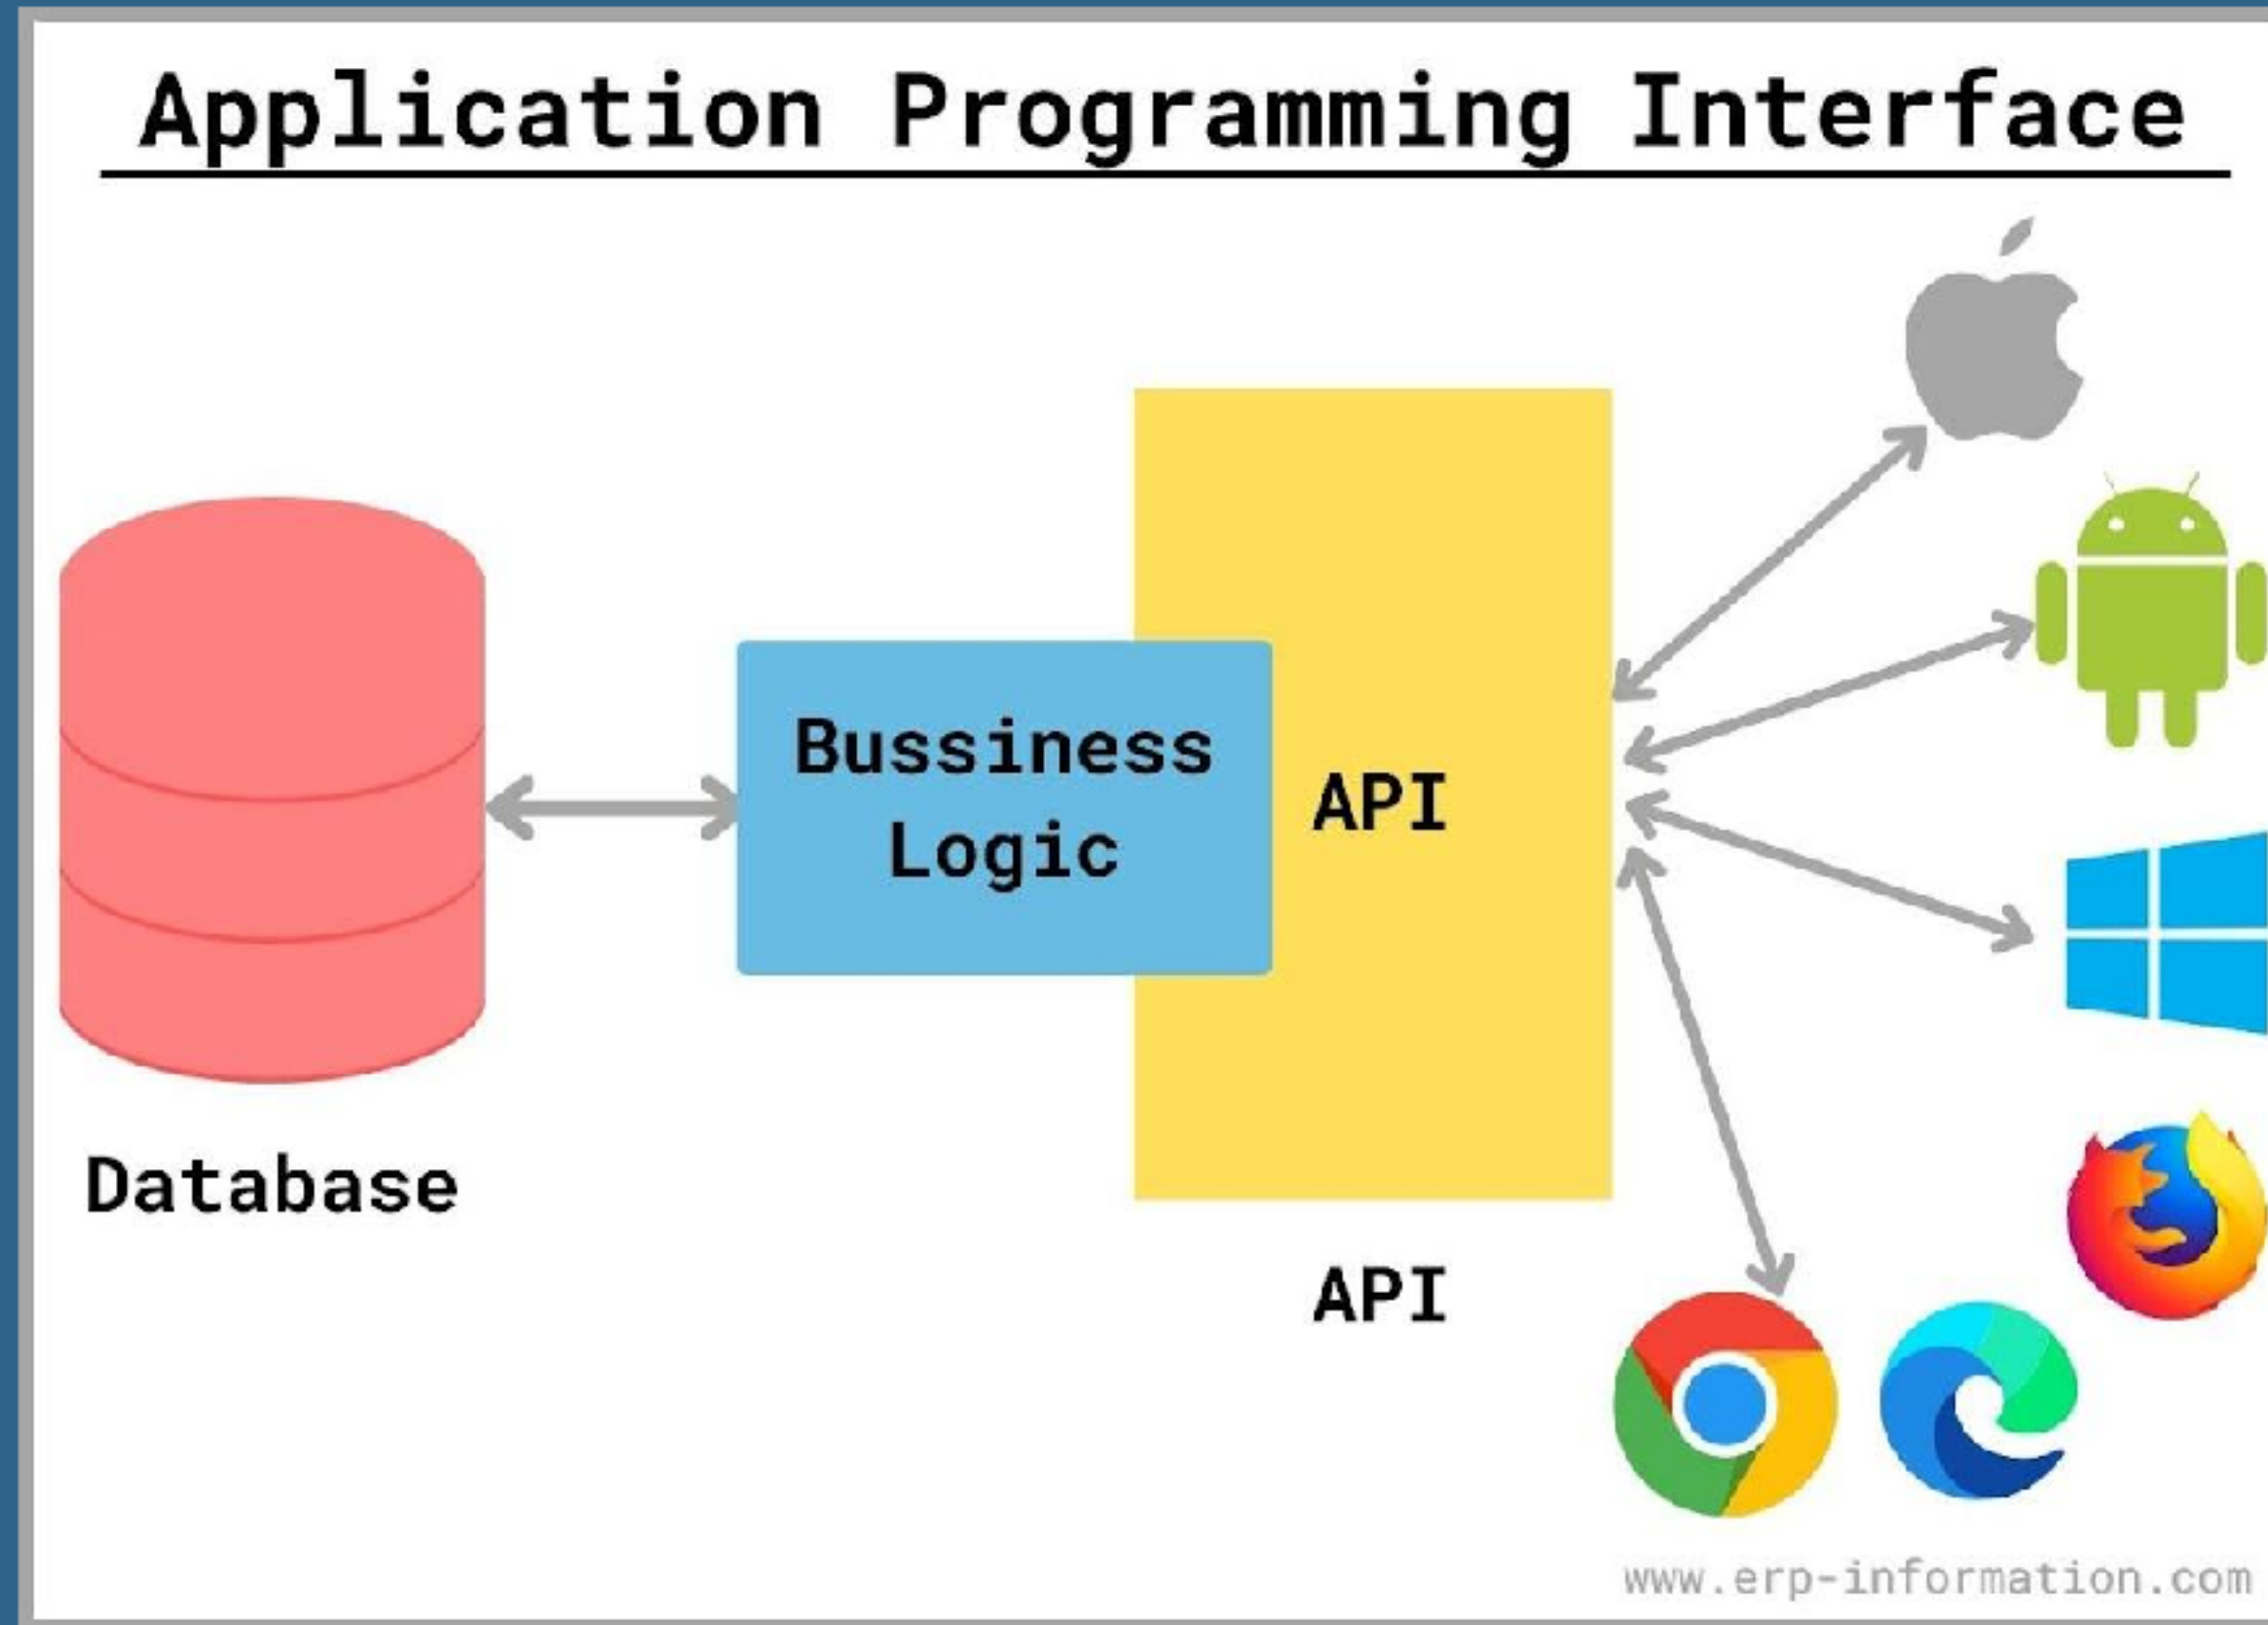 Application Programming Interface
Bussiness
Logic
API
Database
API
www.erp-information.com